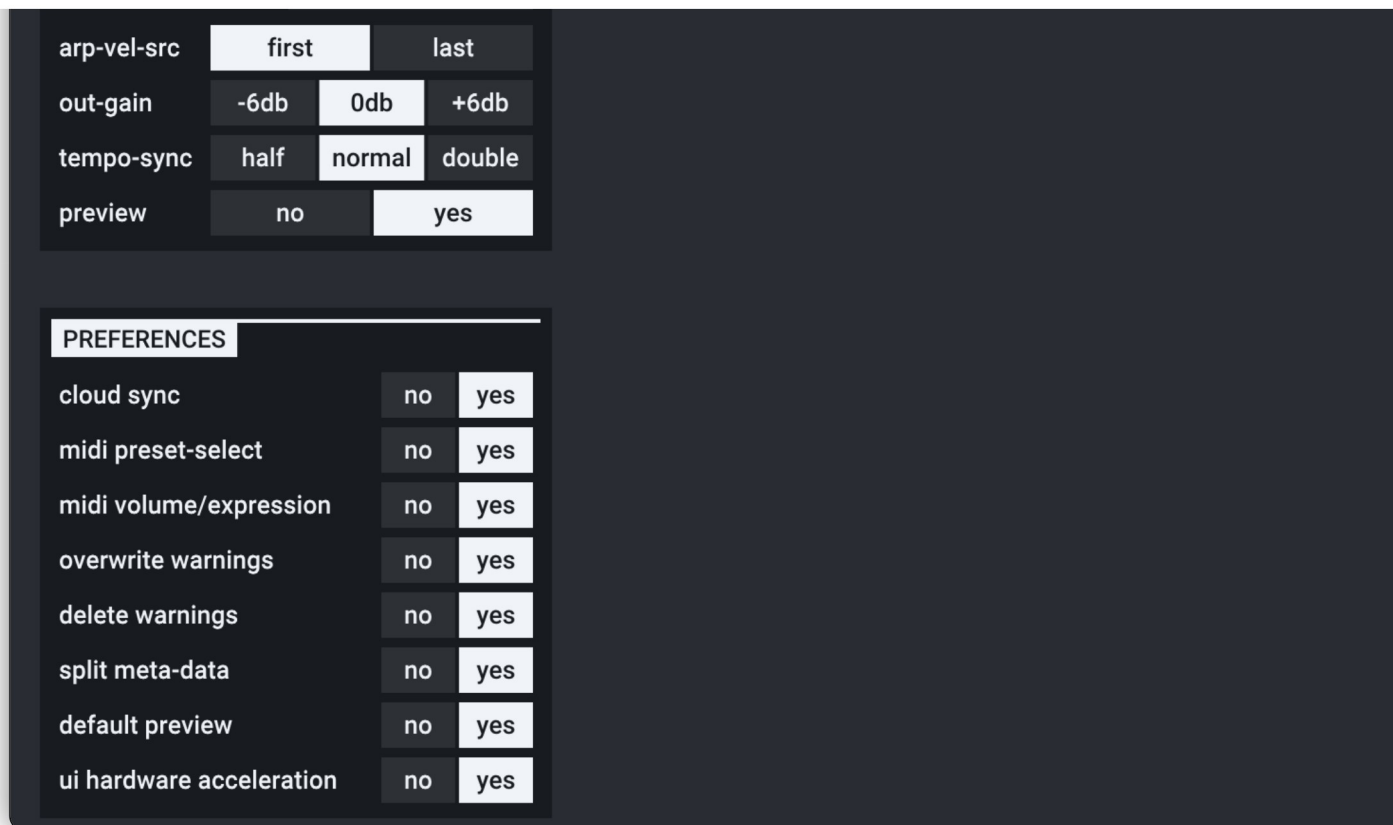 arp-vel-src first last
out-gain -6db 0db +6db
tempo-sync half normal double
preview no yes
PREFERENCES
cloud sync no yes
midi preset-select no yes
midi volume/expression no yes
overwrite warnings no yes
delete warnings no yes
split meta-data no yes
default preview no yes
ui hardware acceleration no yes